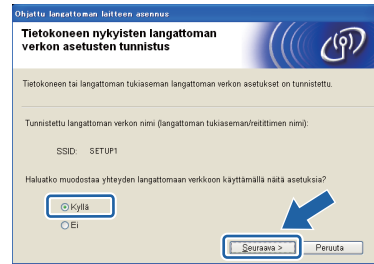 Ohjattu langattoman laitteen asennus
Tietokoneen nykyisten langattoman
verkon asetusten tunnistus
Tietokoneen tai langattoman tukiaseman langattoman verkon asetukset on tunnistettu.
Tunnistettu langattoman verkon nimi (langattoman tukiaseman/reitittimen nimi):
SSID: SETUP1
Haluatko muodostaa yhteyden langattomaan verkkoon käyttämällä näitä asetuksia?
Kyllä
Ei
Seuraava > Peruuta